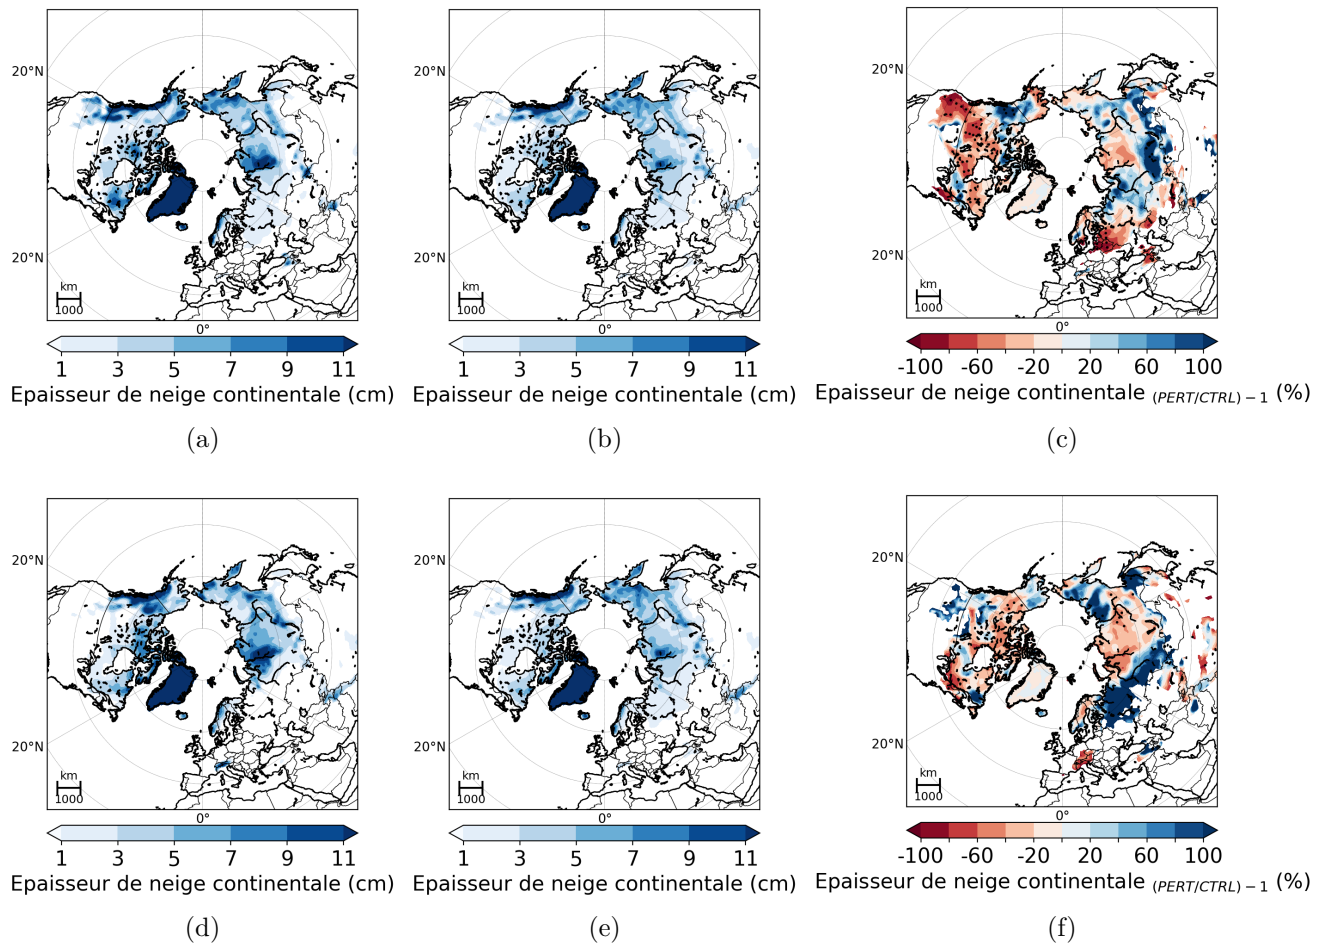 20°N
20°N
km
1000
0°
1 3 5 7 9 11
Epaisseur de neige continentale (cm)
(a)
km
1000
0°
1 3 5 7 9 11
Epaisseur de neige continentale (cm)
(b)
20°N
20°N
km
1000
0°
-100 -60 -20 20 60 100
Epaisseur de neige continentale (PERT/CTRL) − 1 (%)
(c)
20°N
20°N
km
1000
0°
1 3 5 7 9 11
Epaisseur de neige continentale (cm)
(d)
20°N
20°N
km
1000
0°
1 3 5 7 9 11
Epaisseur de neige continentale (cm)
(e)
20°N
20°N
km
1000
0°
-100 -60 -20 20 60 100
Epaisseur de neige continentale (PERT/CTRL) − 1 (%)
(f)